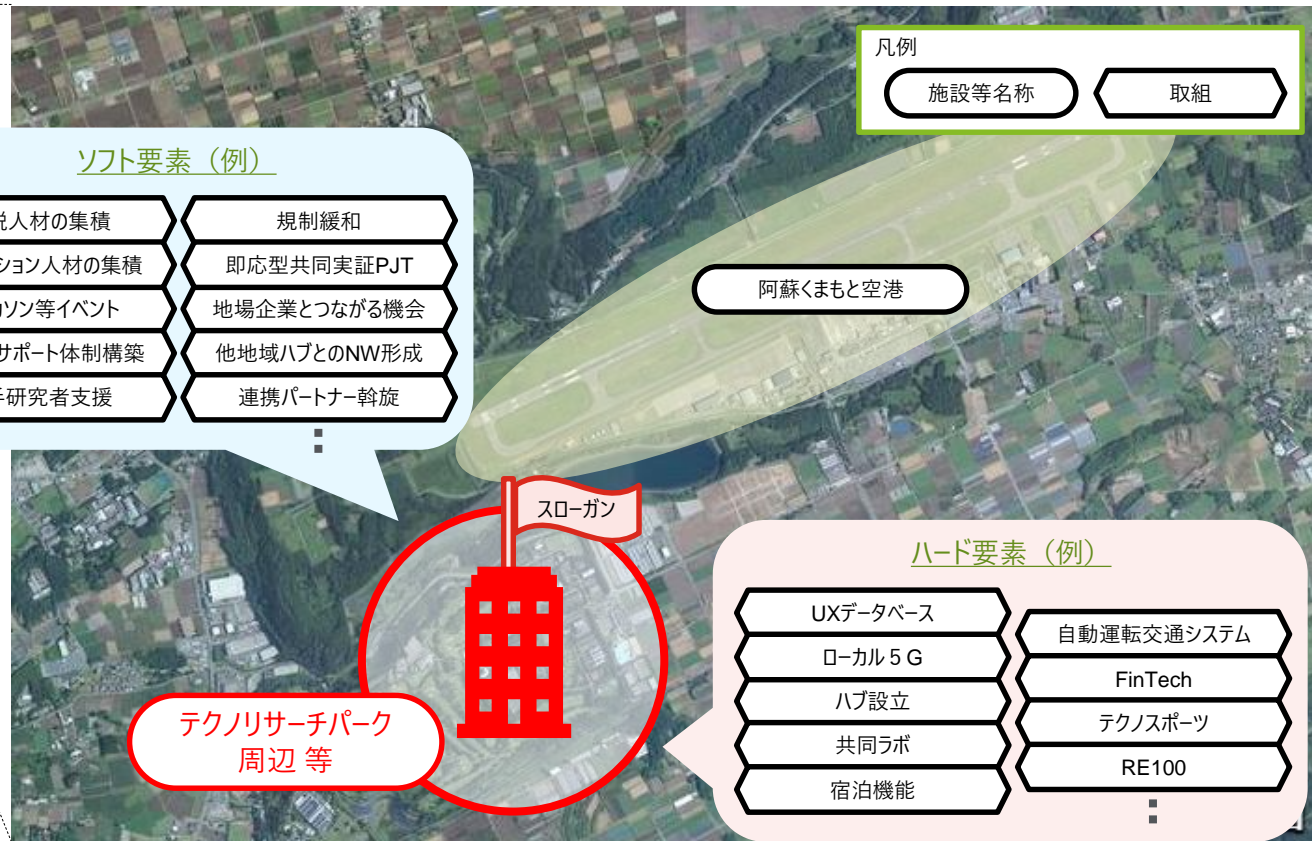 凡例
施設等名称
取組
ソフト要素（例）
人材の集積
規制緩和
ション人材の集積
即応型共同実証PJT
ソン等イベント
地場企業とつながる機会
サポート体制構築
他地域ハブとのNW形成
研究者支援
連携パートナー斡旋
阿蘇くまもと空港
スローガン
テクノリサーチパーク
周辺 等
ハード要素（例）
UXデータベース
ローカル５G
ハブ設立
共同ラボ
宿泊機能
自動運転交通システム
FinTech
テクノスポーツ
RE100